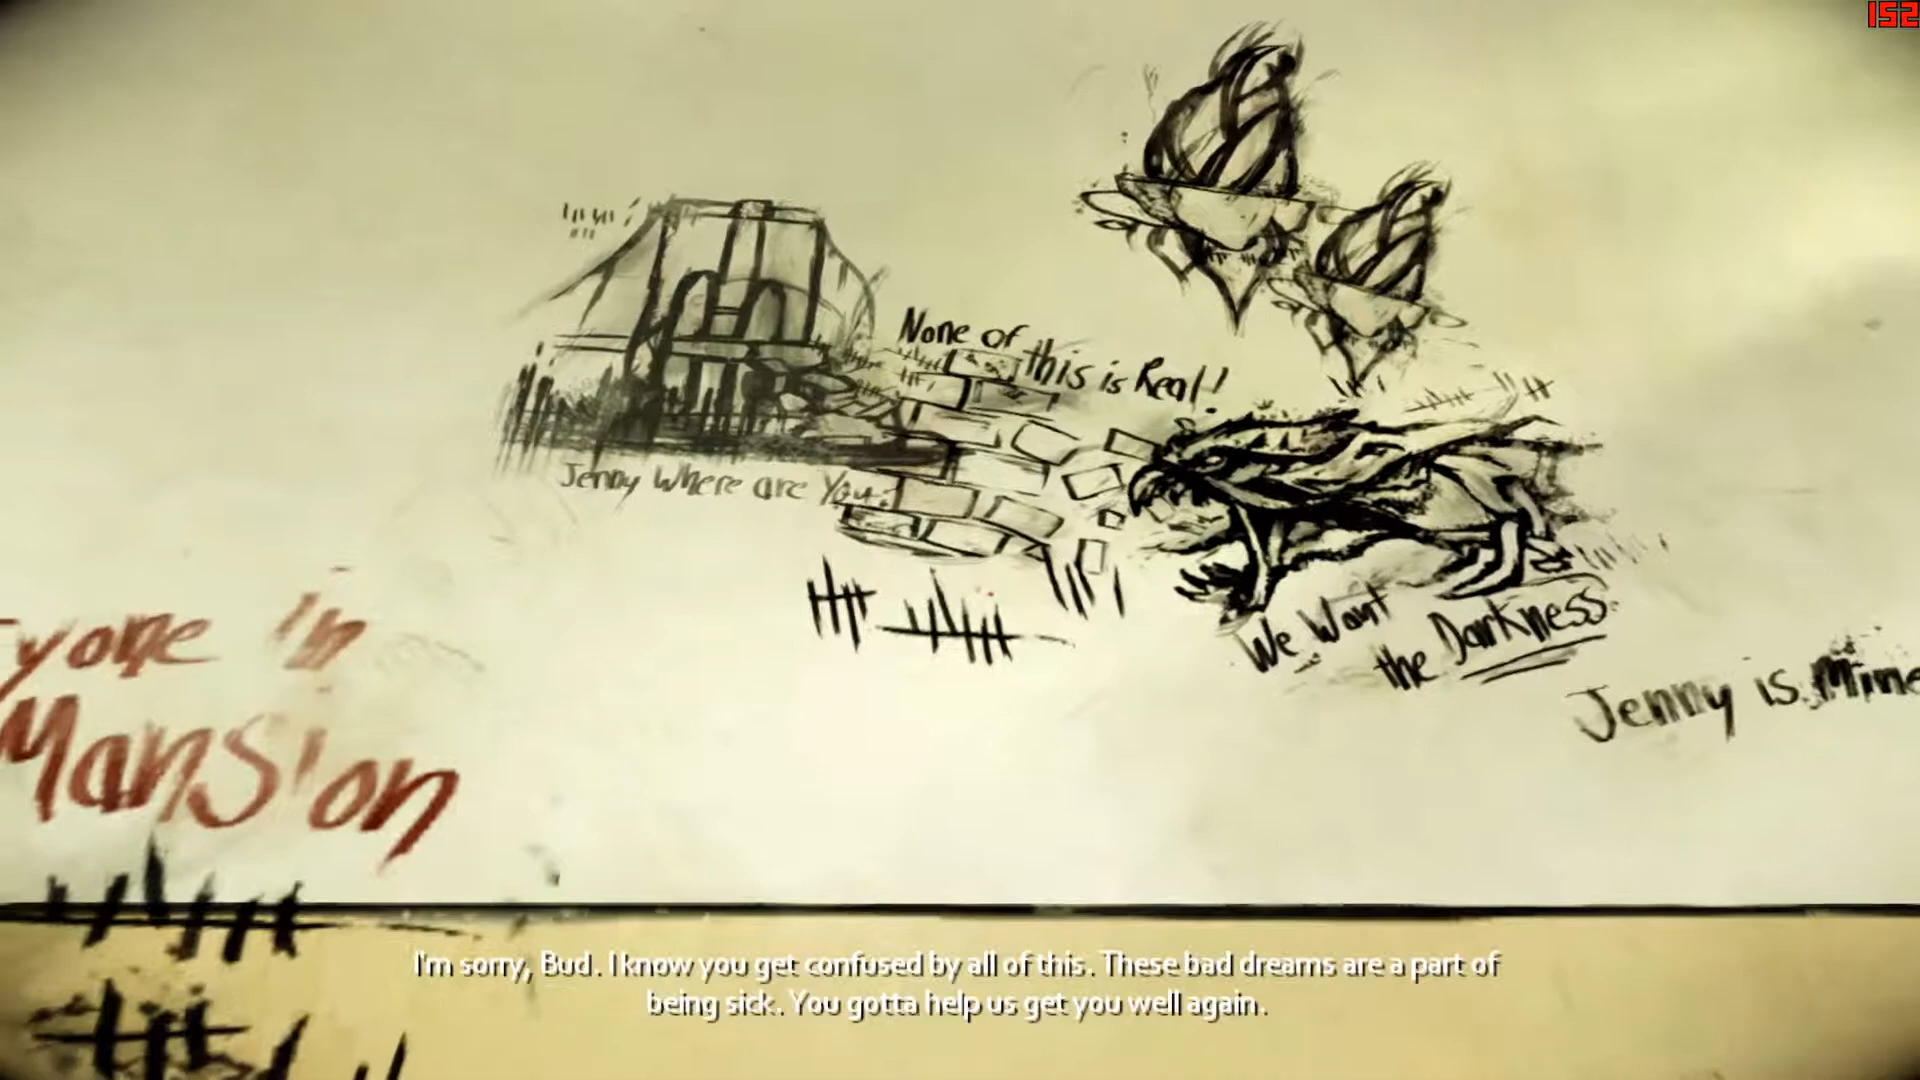 152
None of
this is Real!
Jenny Where are You?
yone in
Mansion
We Want
the Darkness
Jenny is Mine
I'm sorry, Bud. I know you get confused by all of this. These bad dreams are a part of
being sick. You gotta help us get you well again.